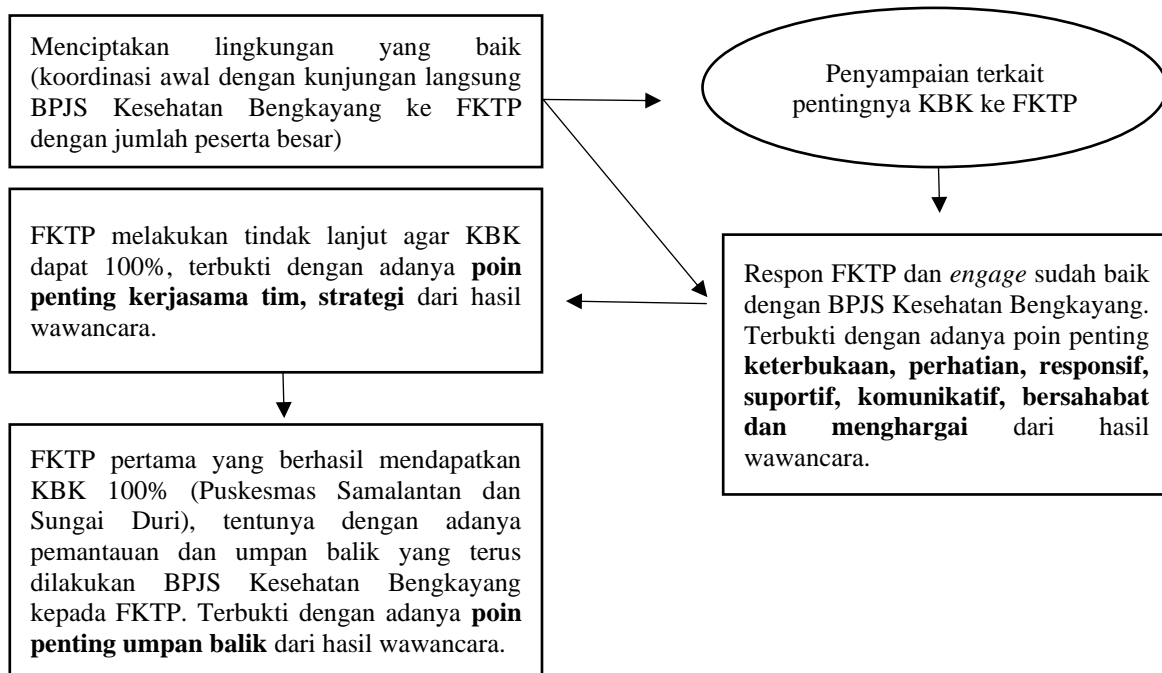 Menciptakan lingkungan yang baik
(koordinasi awal dengan kunjungan langsung
BPJS Kesehatan Bengkayang ke FKTP
dengan jumlah peserta besar)
Penyampaian terkait
pentingnya KBK ke FKTP
Respon FKTP dan engage sudah baik
dengan BPJS Kesehatan Bengkayang.
Terbukti dengan adanya poin penting
keterbukaan, perhatian, responsif,
suportif, komunikatif, bersahabat
dan menghargai dari hasil
wawancara.
FKTP melakukan tindak lanjut agar KBK
dapat 100%, terbukti dengan adanya poin
penting kerjasama tim, strategi dari hasil
wawancara.
FKTP pertama yang berhasil mendapatkan
KBK 100% (Puskesmas Samalantan dan
Sungai Duri), tentunya dengan adanya
pemantauan dan umpan balik yang terus
dilakukan BPJS Kesehatan Bengkayang
kepada FKTP. Terbukti dengan adanya poin
penting umpan balik dari hasil wawancara.